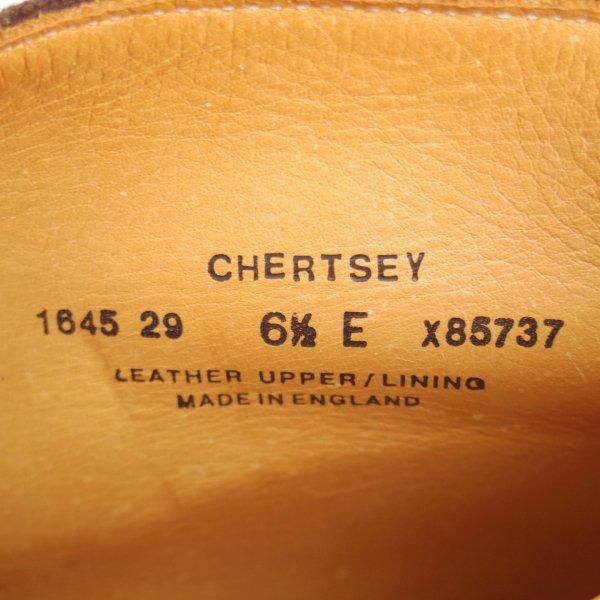 CHERTSEY
1645 29 6½ E X85737
LEATHER UPPER/LINING
MADE IN ENGLAND